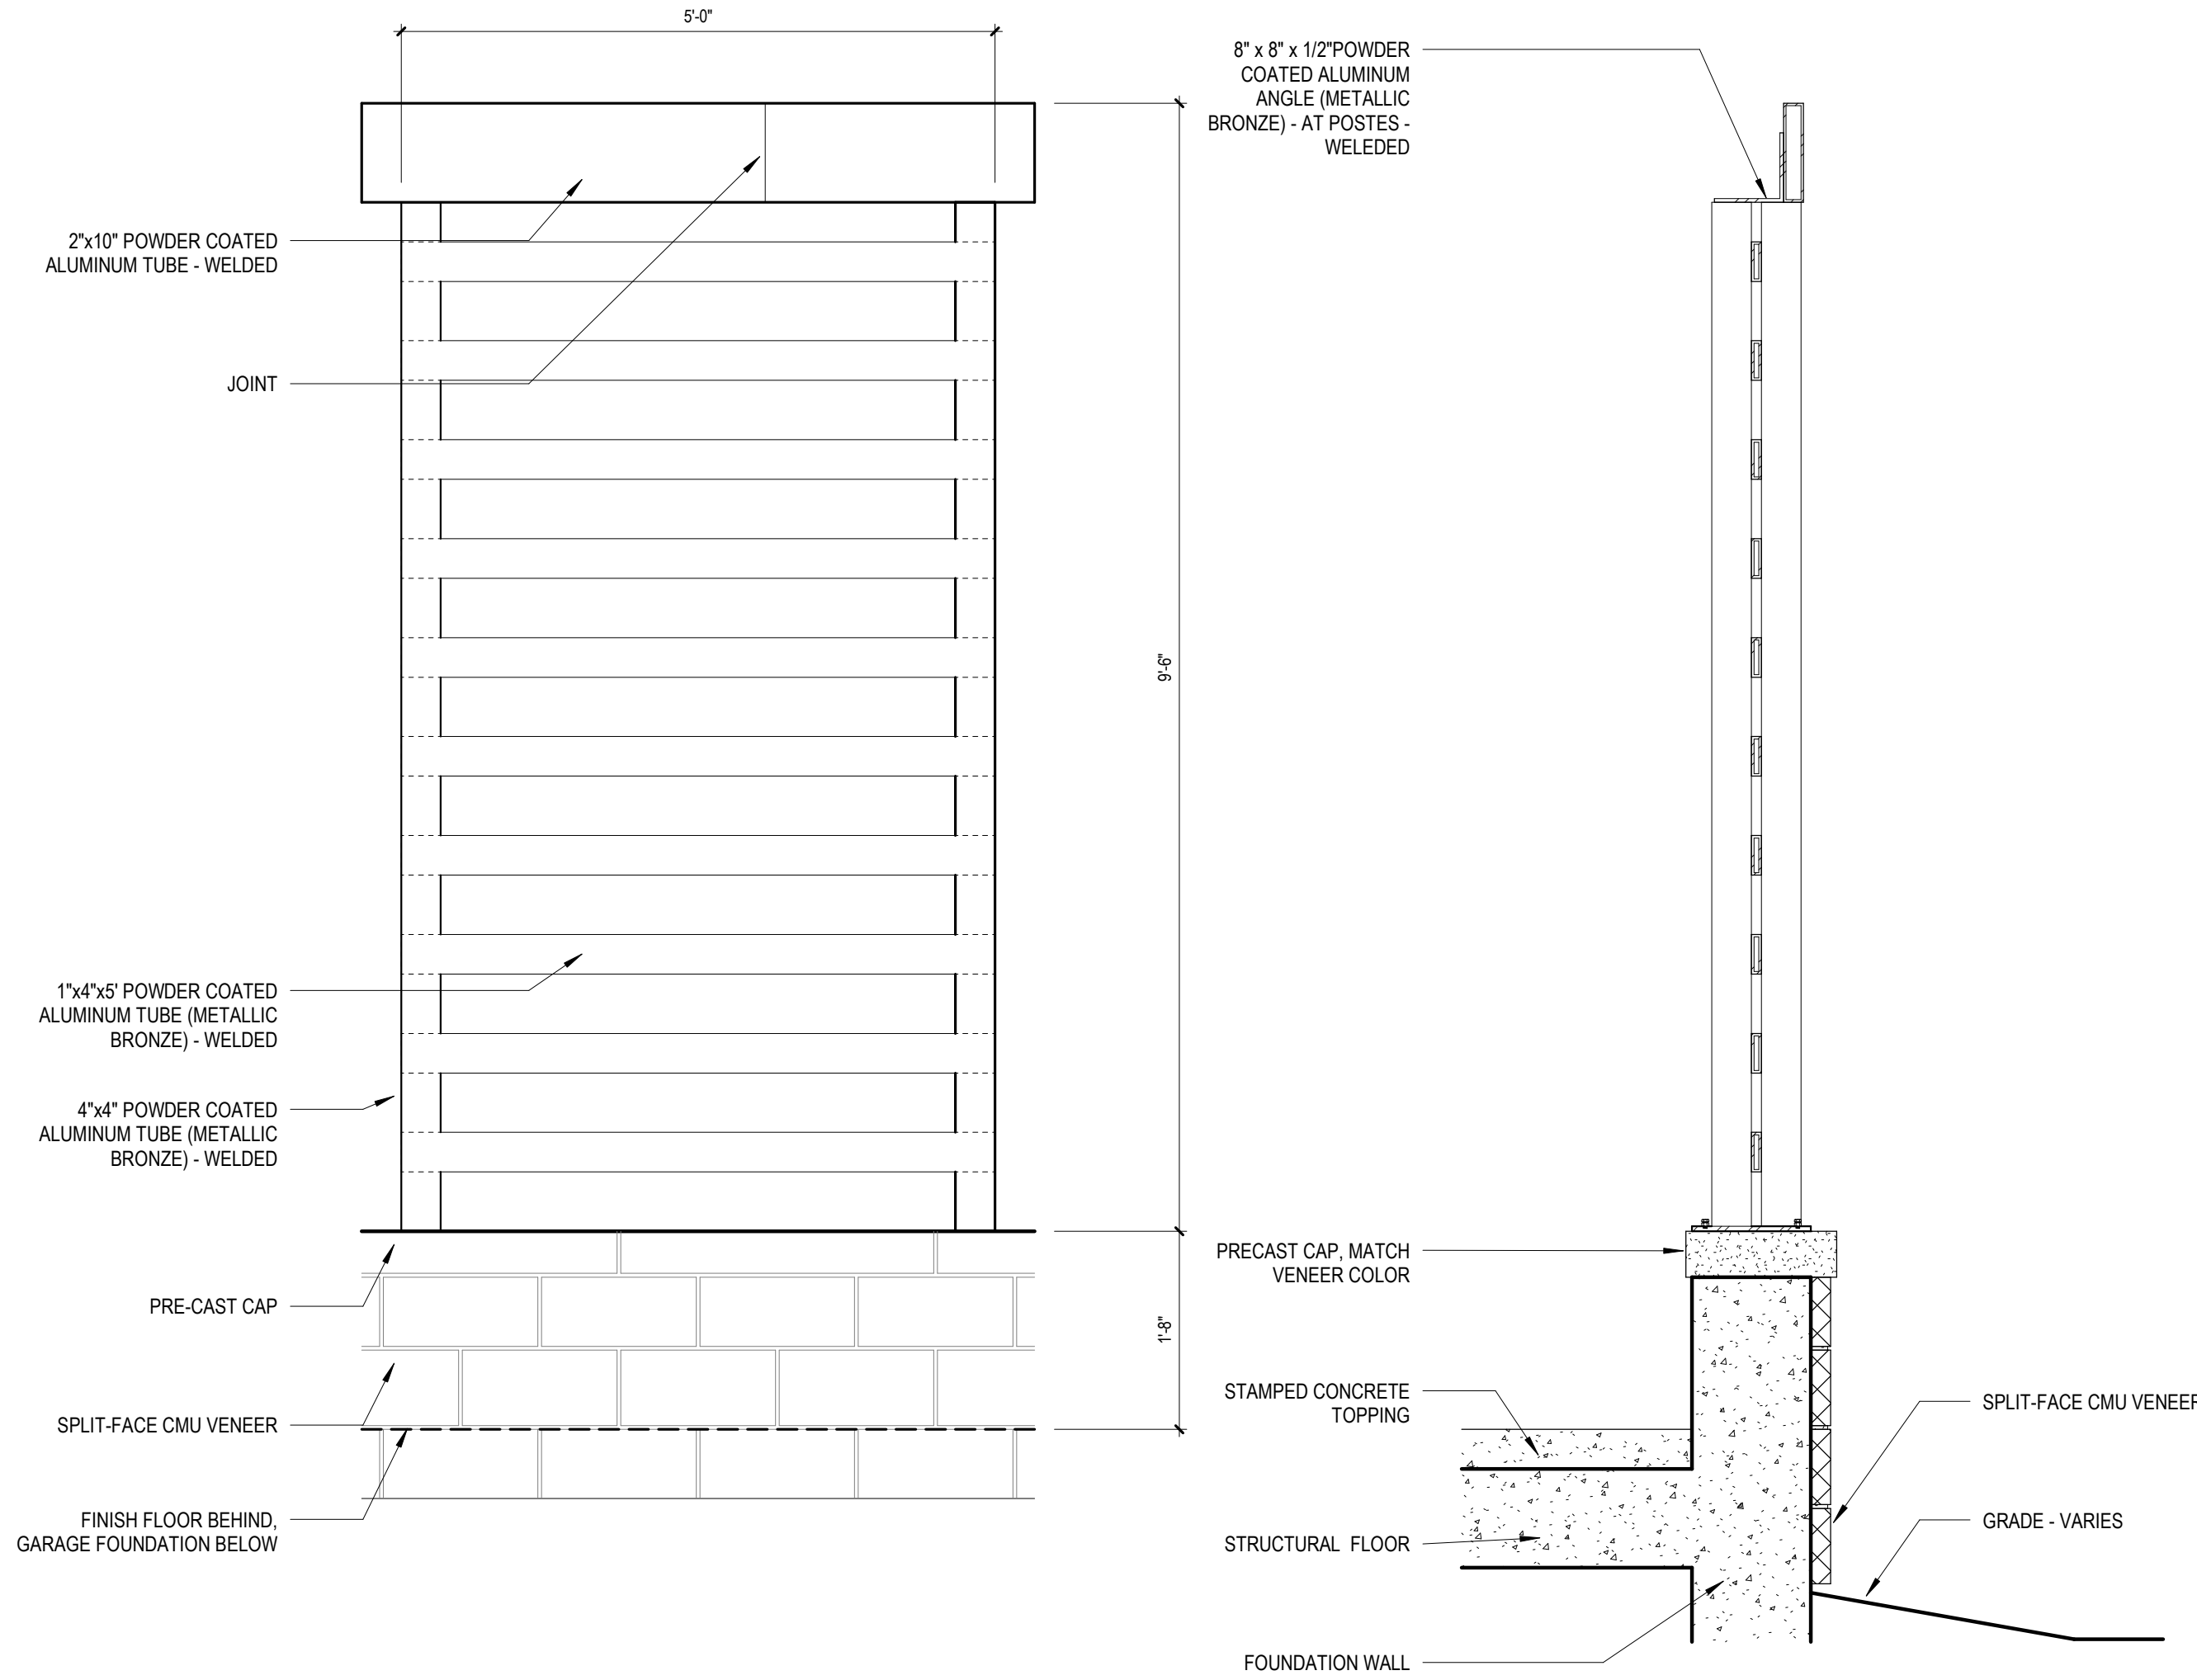 5'-0"
2"x10" POWDER COATED
ALUMINUM TUBE - WELDED
JOINT
1"x4"x5' POWDER COATED
ALUMINUM TUBE (METALLIC
BRONZE) - WELDED
4"x4" POWDER COATED
ALUMINUM TUBE (METALLIC
BRONZE) - WELDED
PRE-CAST CAP
SPLIT-FACE CMU VENEER
FINISH FLOOR BEHIND,
GARAGE FOUNDATION BELOW
9'-6"
1'-8"
8" x 8" x 1/2"POWDER
COATED ALUMINUM
ANGLE (METALLIC
BRONZE) - AT POSTES -
WELEDED
PRECAST CAP, MATCH
VENEER COLOR
STAMPED CONCRETE
TOPPING
STRUCTURAL  FLOOR
FOUNDATION WALL
SPLIT-FACE CMU VENEER
GRADE - VARIES